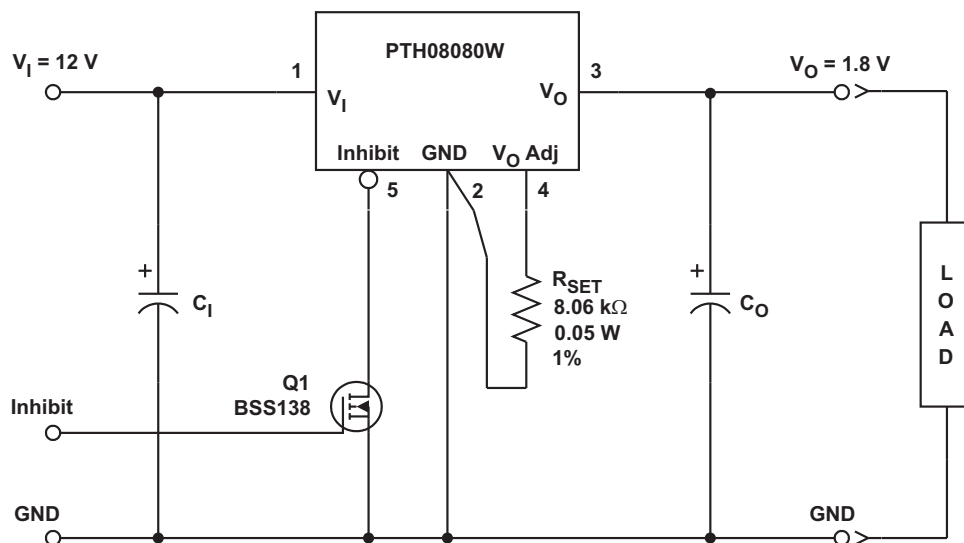 PTH08080W
V_I = 12 V
1
3
V_O = 1.8 V
V_I
V_O
Inhibit
GND
V_O Adj
5
2
4
+
C_I
R_SET
8.06 kΩ
0.05 W
1%
+
C_O
L
O
A
D
Q1
BSS138
Inhibit
GND
GND